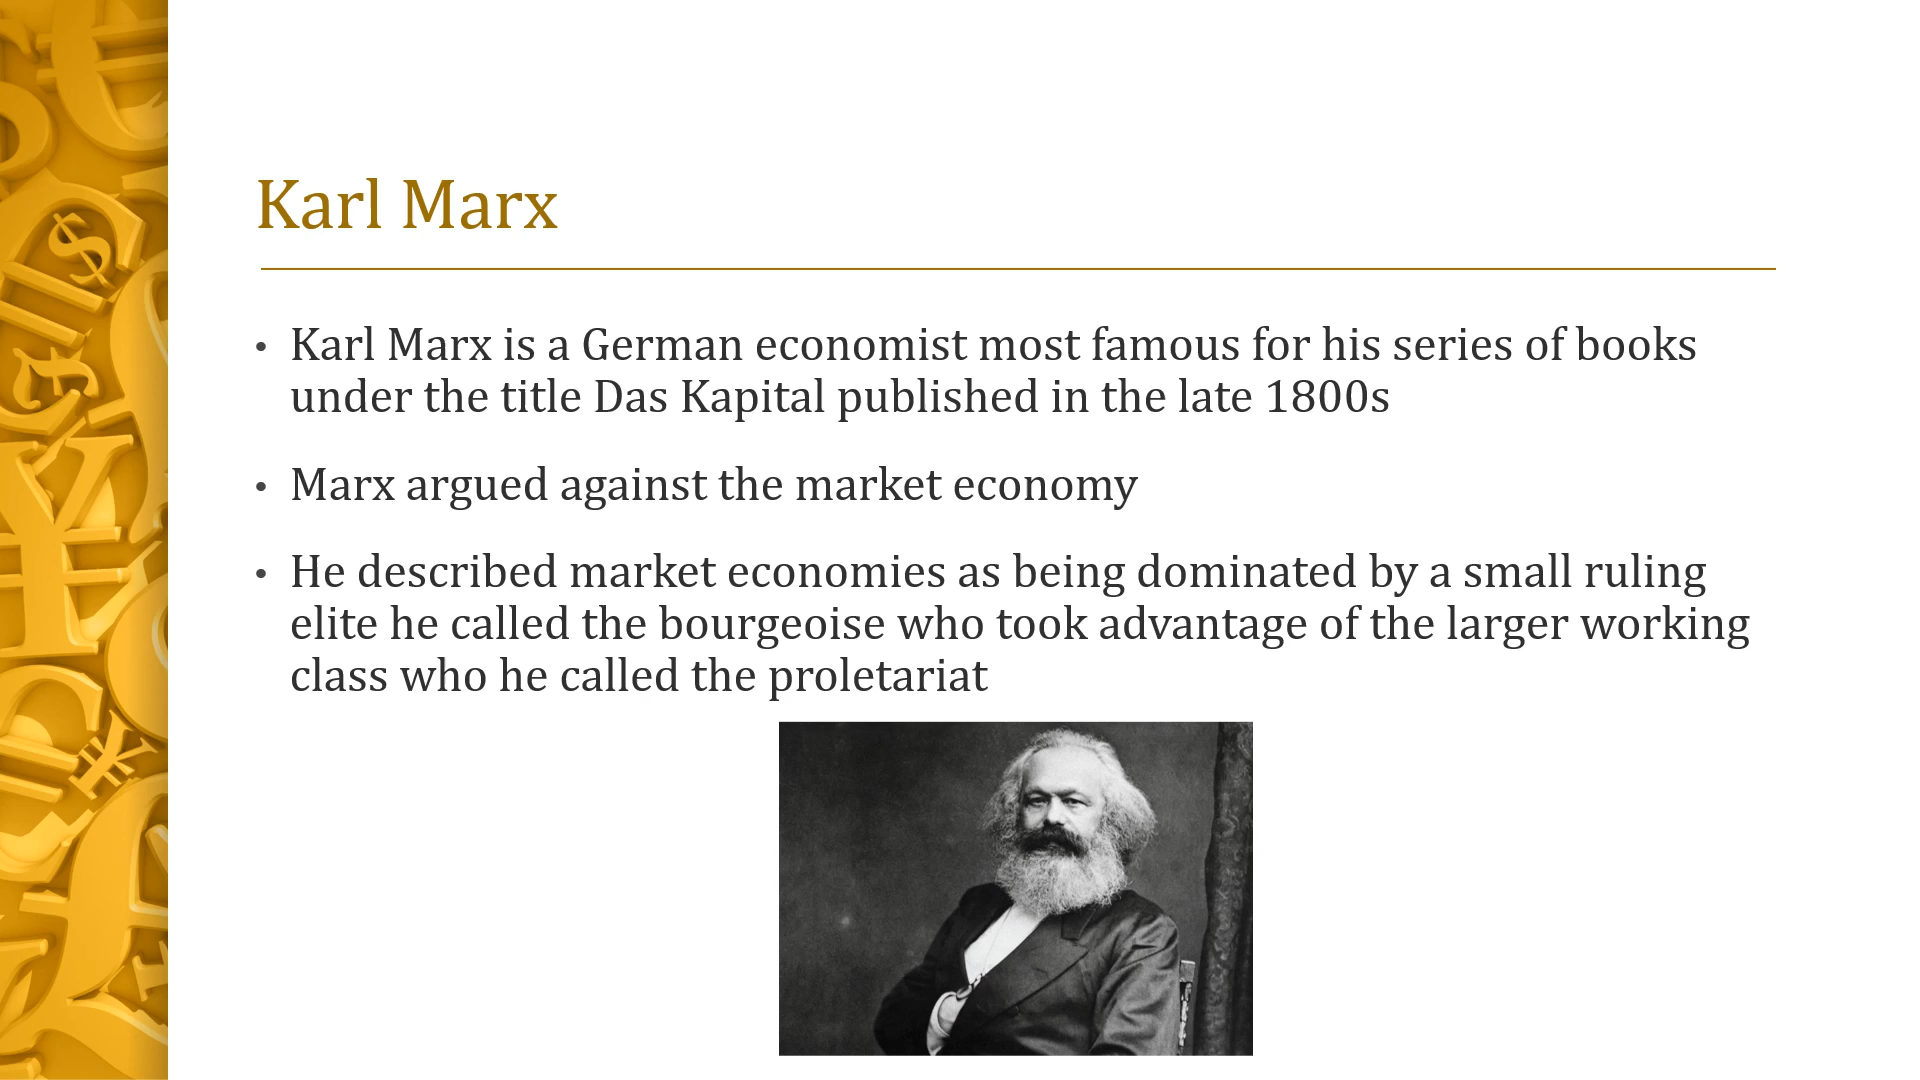 Karl Marx
• Karl Marx is a German economist most famous for his series of books
under the title Das Kapital published in the late 1800s
• Marx argued against the market economy
• He described market economies as being dominated by a small ruling
elite he called the bourgeoise who took advantage of the larger working
class who he called the proletariat